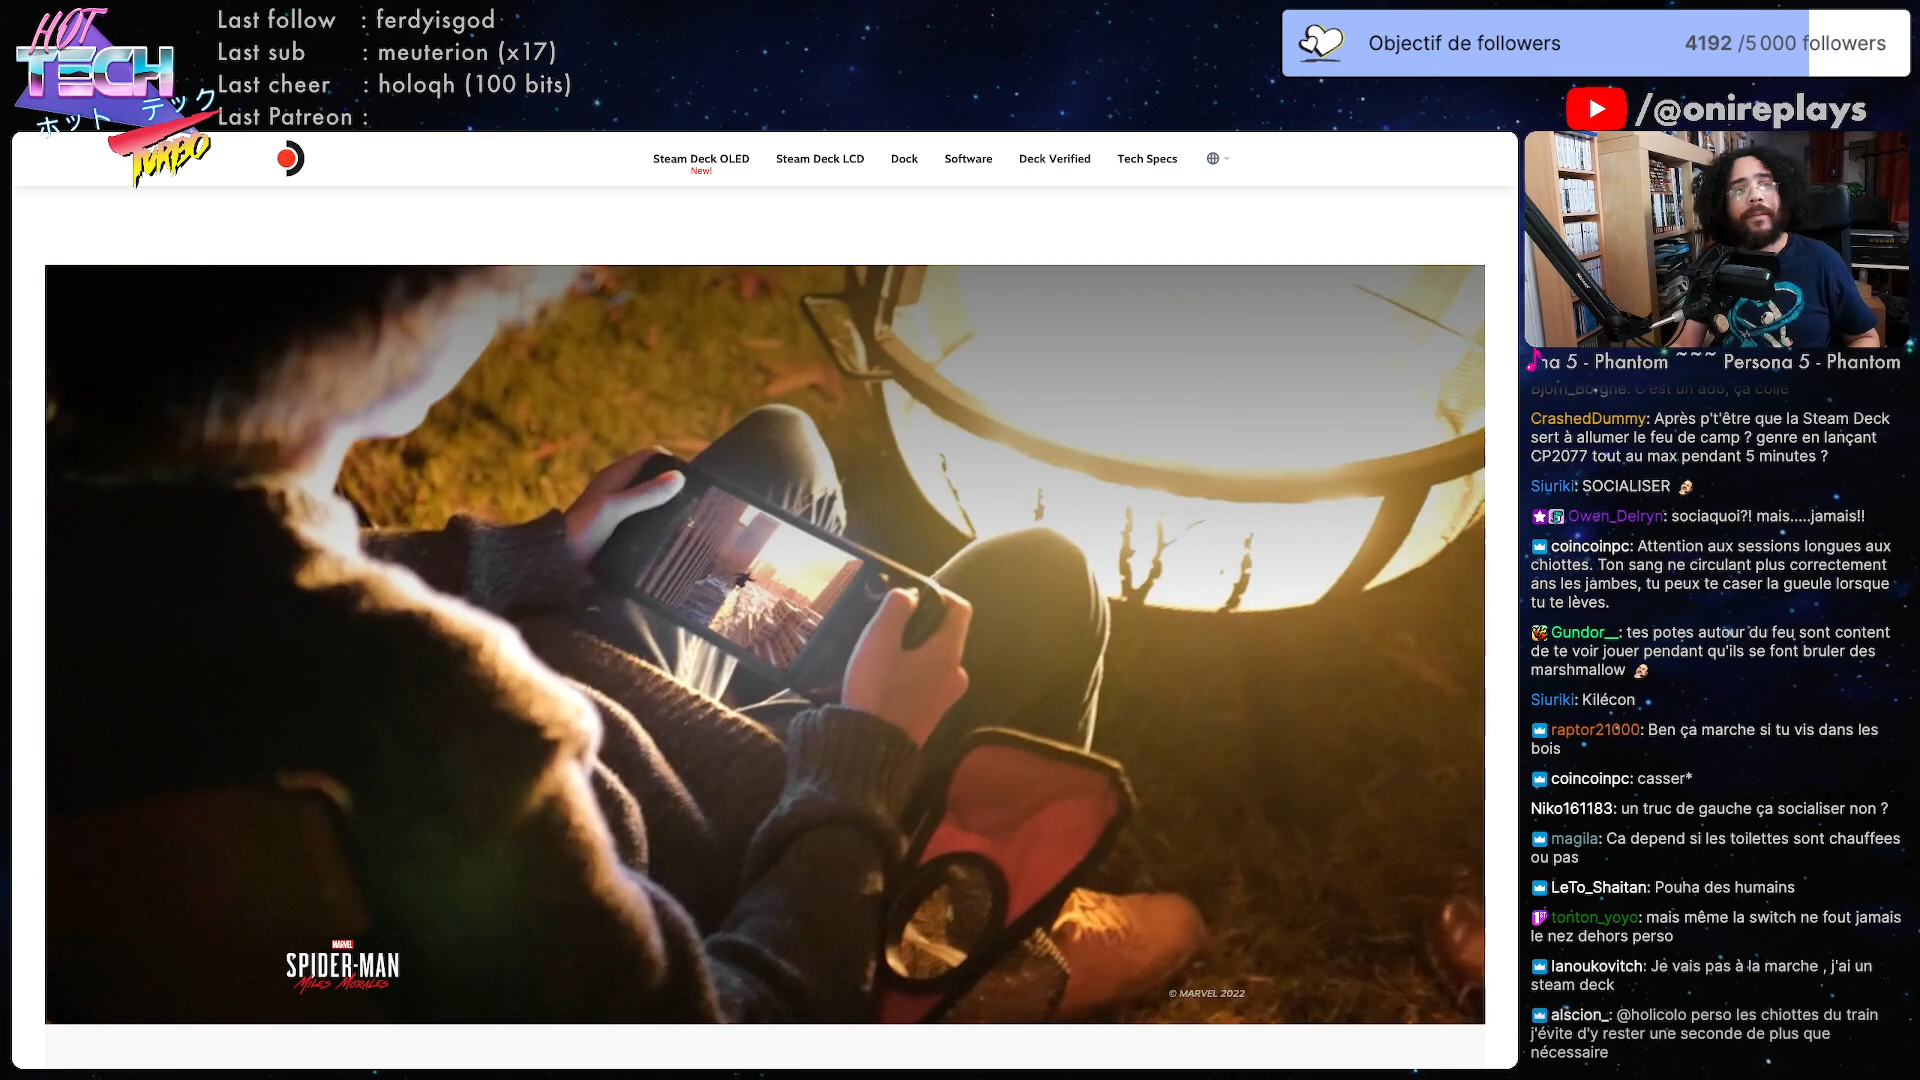 HOT
TECH
ホット テック
TURBO
Last follow : ferdyisgod
Last sub : meuterion (x17)
Last cheer : holoqh (100 bits)
Last Patreon :
Objectif de followers 4192 /5 000 followers
/@onireplays
Steam Deck OLED
New!
Steam Deck LCD
Dock
Software
Deck Verified
Tech Specs
MARVEL
SPIDER-MAN
MILES MORALES
© MARVEL 2022
na 5 - Phantom ~~~ Persona 5 - Phantom
Bjorn_Borgne: C'est un ado, ça colle
CrashedDummy: Après p't'être que la Steam Deck
sert à allumer le feu de camp ? genre en lançant
CP2077 tout au max pendant 5 minutes ?
Siuriki: SOCIALISER
Owen_Delryn: sociaquoi?! mais.....jamais!!
coincoinpc: Attention aux sessions longues aux
chiottes. Ton sang ne circulant plus correctement
ans les jambes, tu peux te caser la gueule lorsque
tu te lèves.
Gundor__: tes potes autour du feu sont content
de te voir jouer pendant qu'ils se font bruler des
marshmallow
Siuriki: Kilécon
raptor21000: Ben ça marche si tu vis dans les
bois
coincoinpc: casser*
Niko161183: un truc de gauche ça socialiser non ?
magila: Ca depend si les toilettes sont chauffees
ou pas
LeTo_Shaitan: Pouha des humains
tonton_yoyo: mais même la switch ne fout jamais
le nez dehors perso
Ianoukovitch: Je vais pas à la marche , j'ai un
steam deck
alscion_: @holicolo perso les chiottes du train
j'évite d'y rester une seconde de plus que
nécessaire